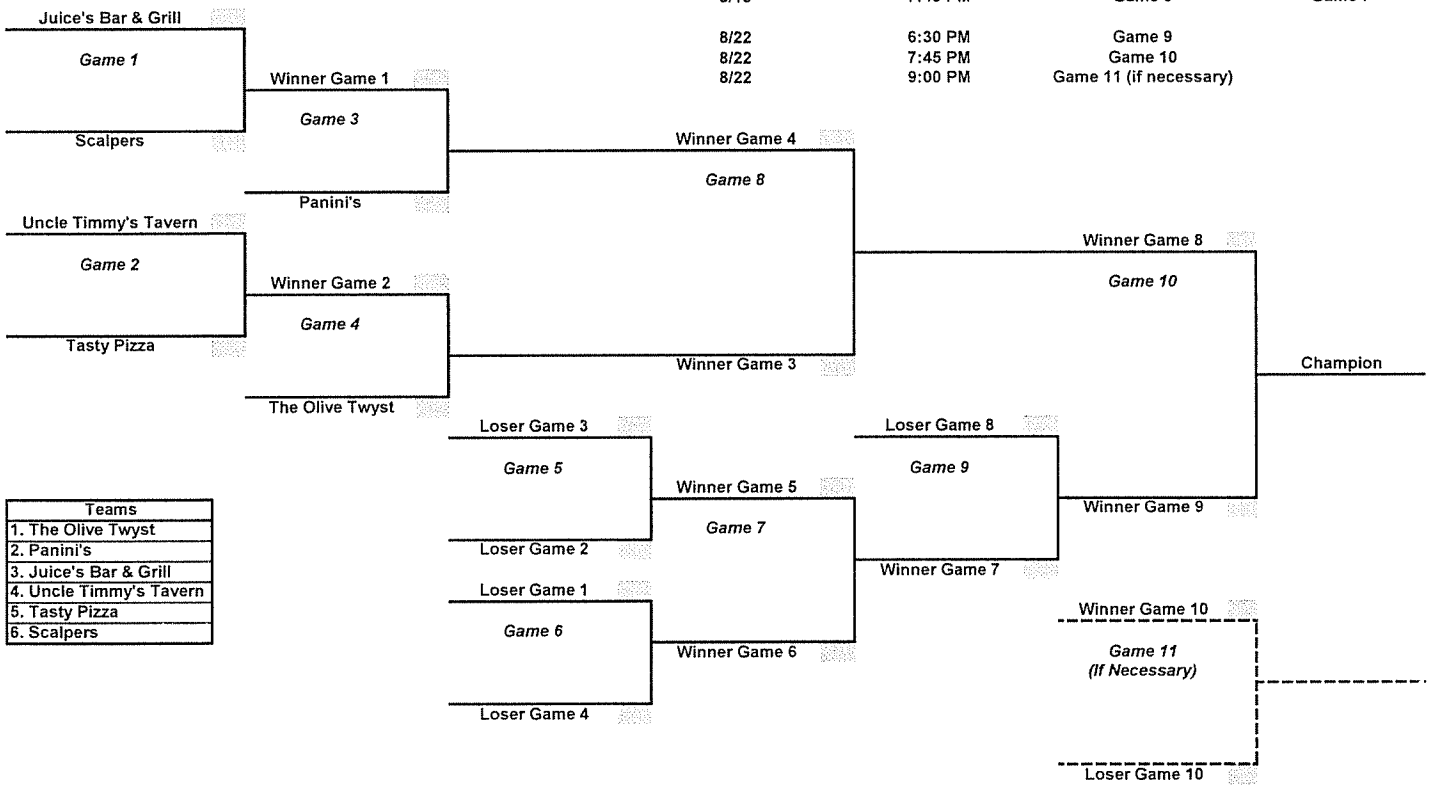 Juice's Bar & Grill
Game 1
8/22 6:30 PM Game 9
8/22 7:45 PM Game 10
Winner Game 1
8/22 9:00 PM Game 11 (if necessary)
Game 3
Scalpers
Winner Game 4
Game 8
Panini's
Uncle Timmy's Tavern
Winner Game 8
Game 2
Winner Game 2
Game 10
Game 4
Tasty Pizza
Winner Game 3
Champion
The Olive Twyst
Loser Game 3
Loser Game 8
Game 5
Game 9
Winner Game 5
Teams
Winner Game 9
1. The Olive Twyst
Game 7
2. Panini's
Loser Game 2
3. Juice's Bar & Grill
Winner Game 7
4. Uncle Timmy's Tavern
Loser Game 1
5. Tasty Pizza
Winner Game 10
6. Scalpers
Game 6
Winner Game 6
Game 11
(If Necessary)
Loser Game 4
Loser Game 10